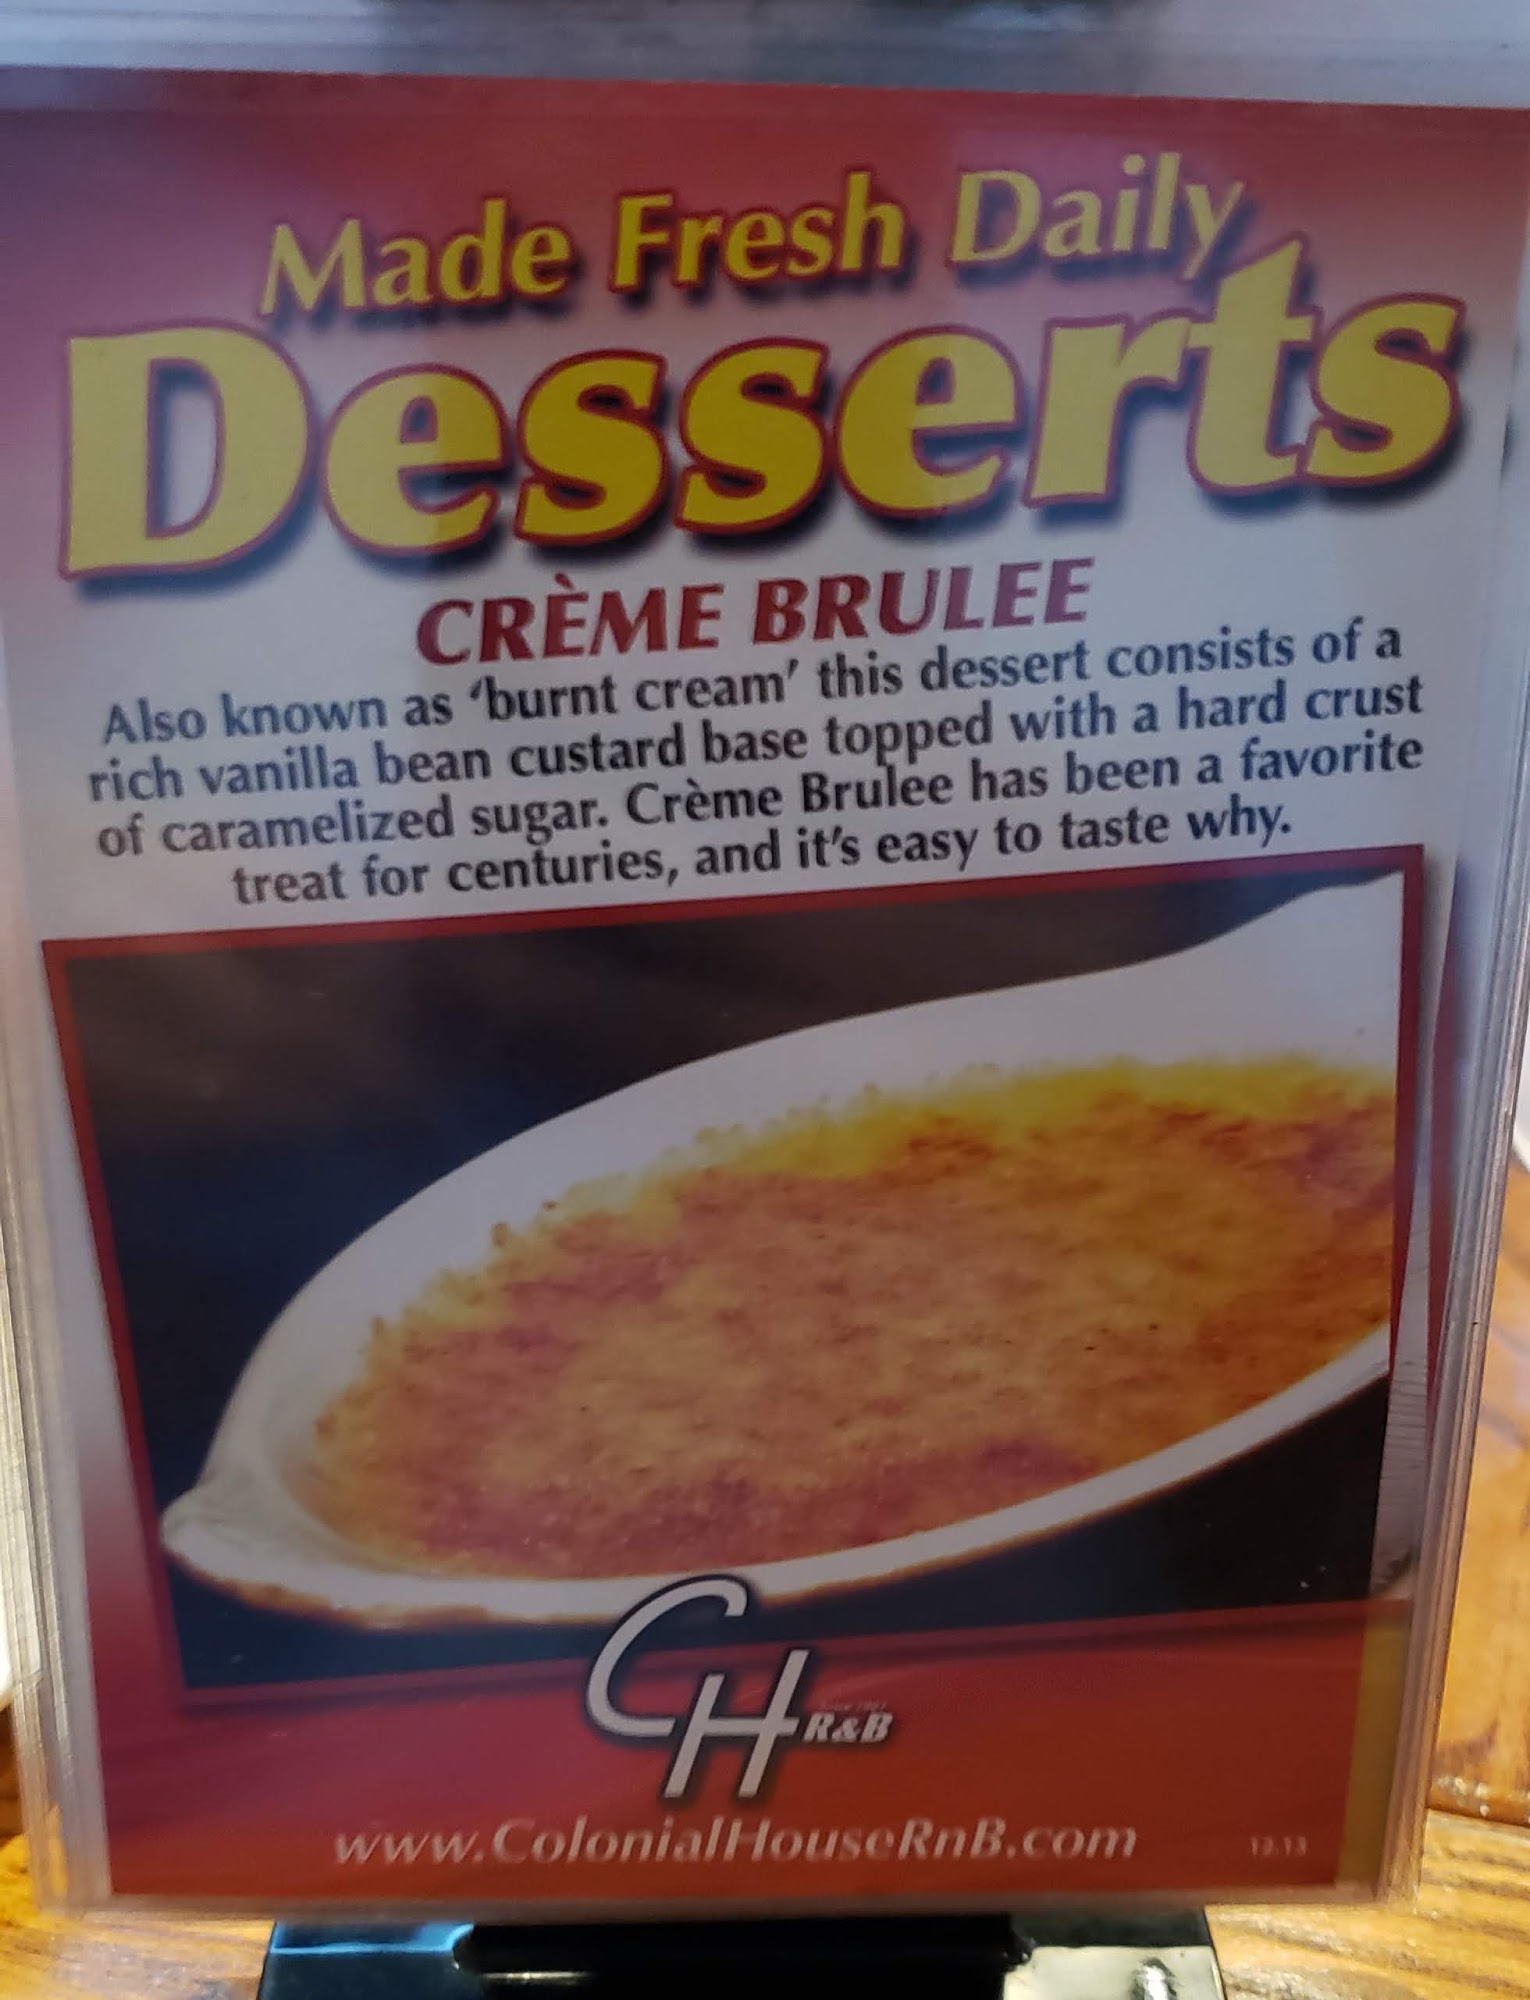 Made Fresh Daily
Desserts
CRÈME BRULEE
Also known as ‘burnt cream’ this dessert consists of a
rich vanilla bean custard base topped with a hard crust
of caramelized sugar. Crème Brulee has been a favorite
treat for centuries, and it’s easy to taste why.
CH
R&B
www.ColonialHouseRnB.com
12.13